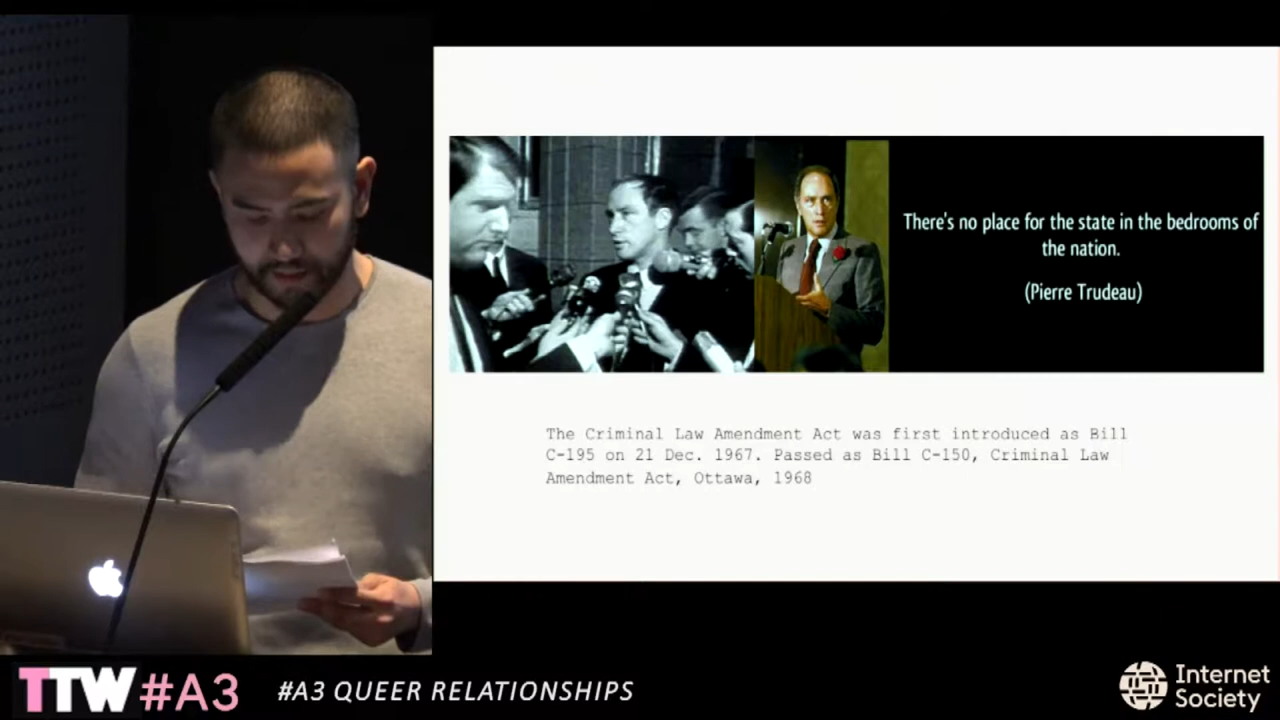 There's no place for the state in the bedrooms of
the nation.
(Pierre Trudeau)
The Criminal Law Amendment Act was first introduced as Bill
C-195 on 21 Dec. 1967. Passed as Bill C-150, Criminal Law
Amendment Act, Ottawa, 1968
TTW #A3
#A3 QUEER RELATIONSHIPS
Internet
Society